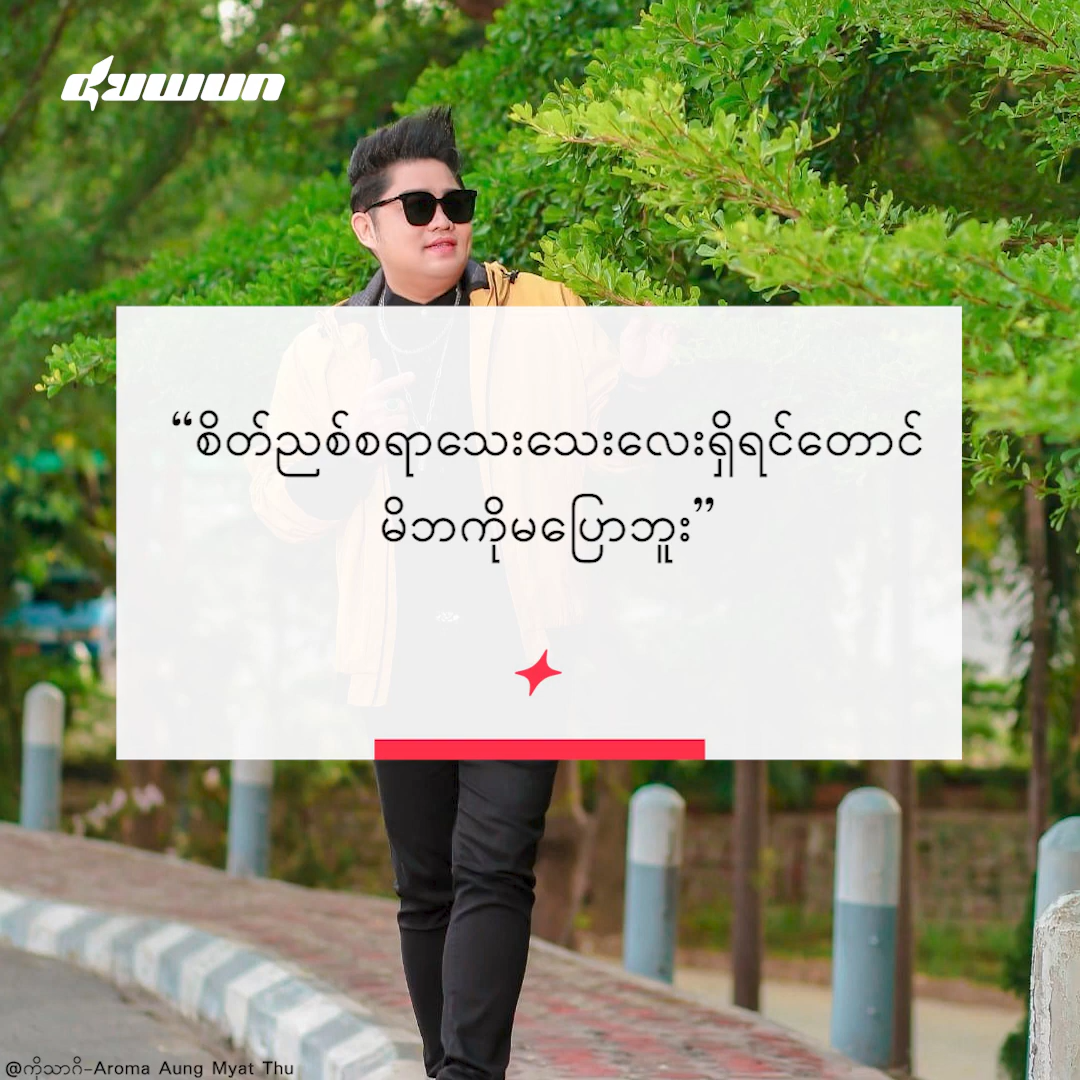 duwun
“စိတ်ညစ်စရာသေးသေးလေးရှိရင်တောင်
မိဘကိုမပြောဘူး”
@ကိုသာဂိ-Aroma Aung Myat Thu